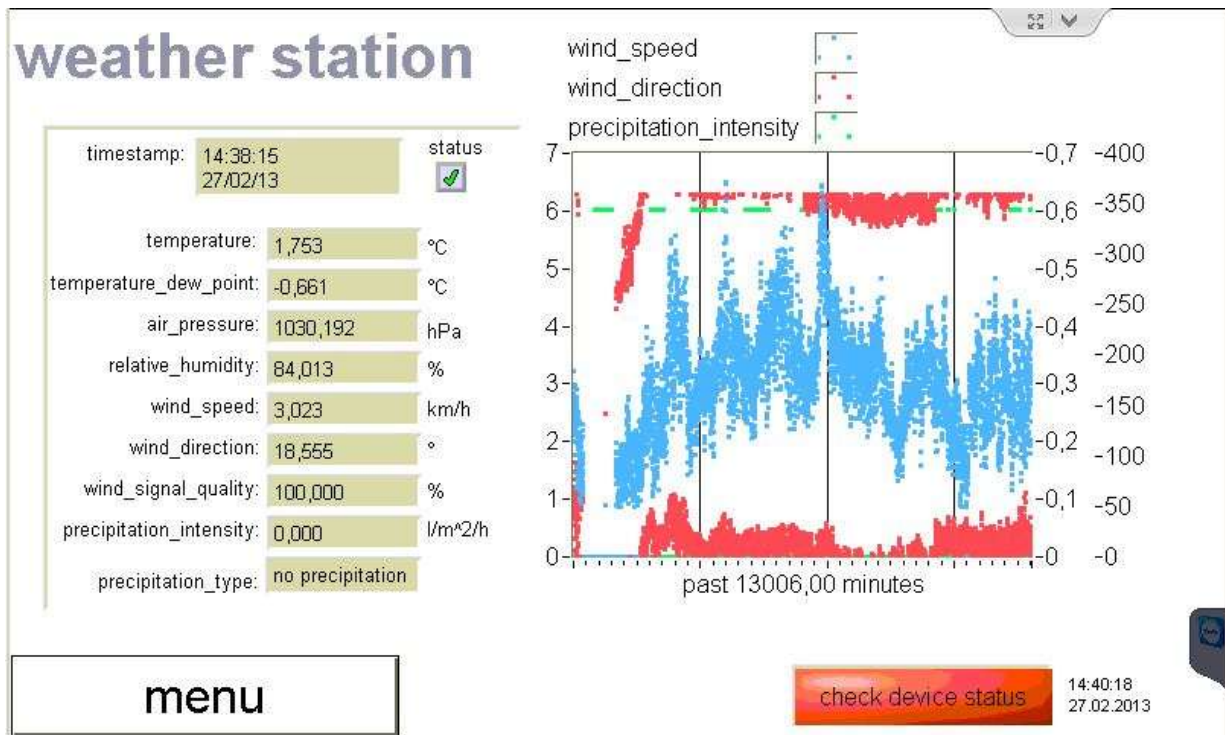 weather station
timestamp: 14:38:15
27/02/13
status
temperature: 1,753 °C
temperature_dew_point: -0,661 °C
air_pressure: 1030,192 hPa
relative_humidity: 84,013 %
wind_speed: 3,023 km/h
wind_direction: 18,555 °
wind_signal_quality: 100,000 %
precipitation_intensity: 0,000 l/m^2/h
precipitation_type: no precipitation
menu
wind_speed
wind_direction
precipitation_intensity
7 -0,7 -400
6 -0,6 -350
5 -0,5 -300
4 -0,4 -250
3 -0,3 -200
2 -0,2 -150
1 -0,1 -100
0 -0 -50
-0
past 13006,00 minutes
check device status
14:40:18
27.02.2013